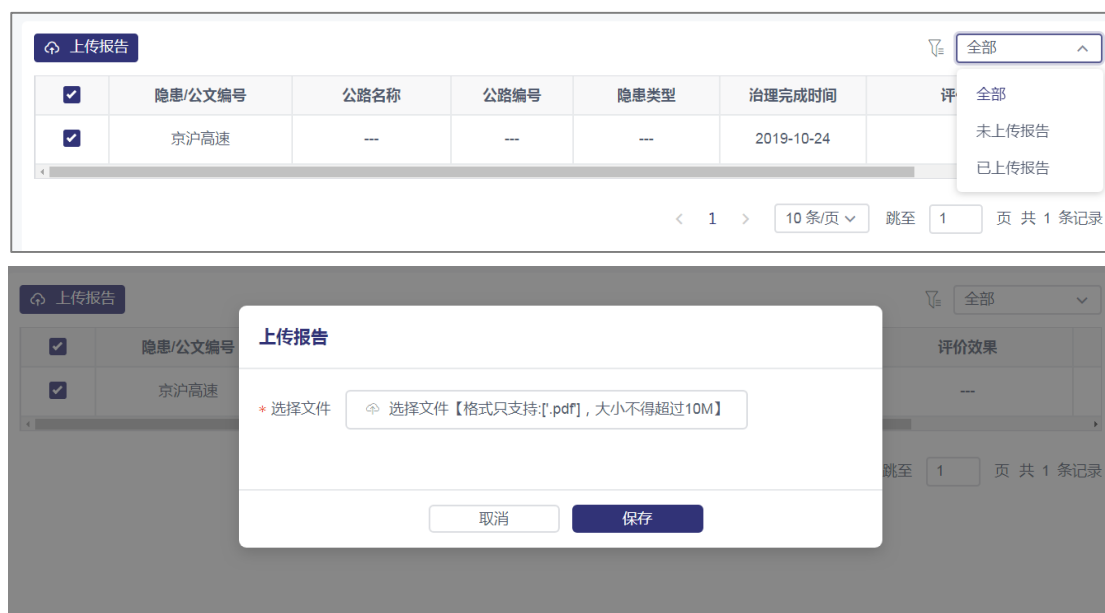 上传报告 全部
隐患/公文编号 公路名称 公路编号 隐患类型 治理完成时间 评
全部
京沪高速 --- --- --- 2019-10-24
未上传报告
已上传报告
< 1 > 10 条/页 跳至 1 页 共 1 条记录
上传报告 全部
上传报告
隐患/公文编号 评价效果
京沪高速 ---
* 选择文件 选择文件【格式只支持:['.pdf'] , 大小不得超过10M】
跳至 1 页 共 1 条记录
取消 保存